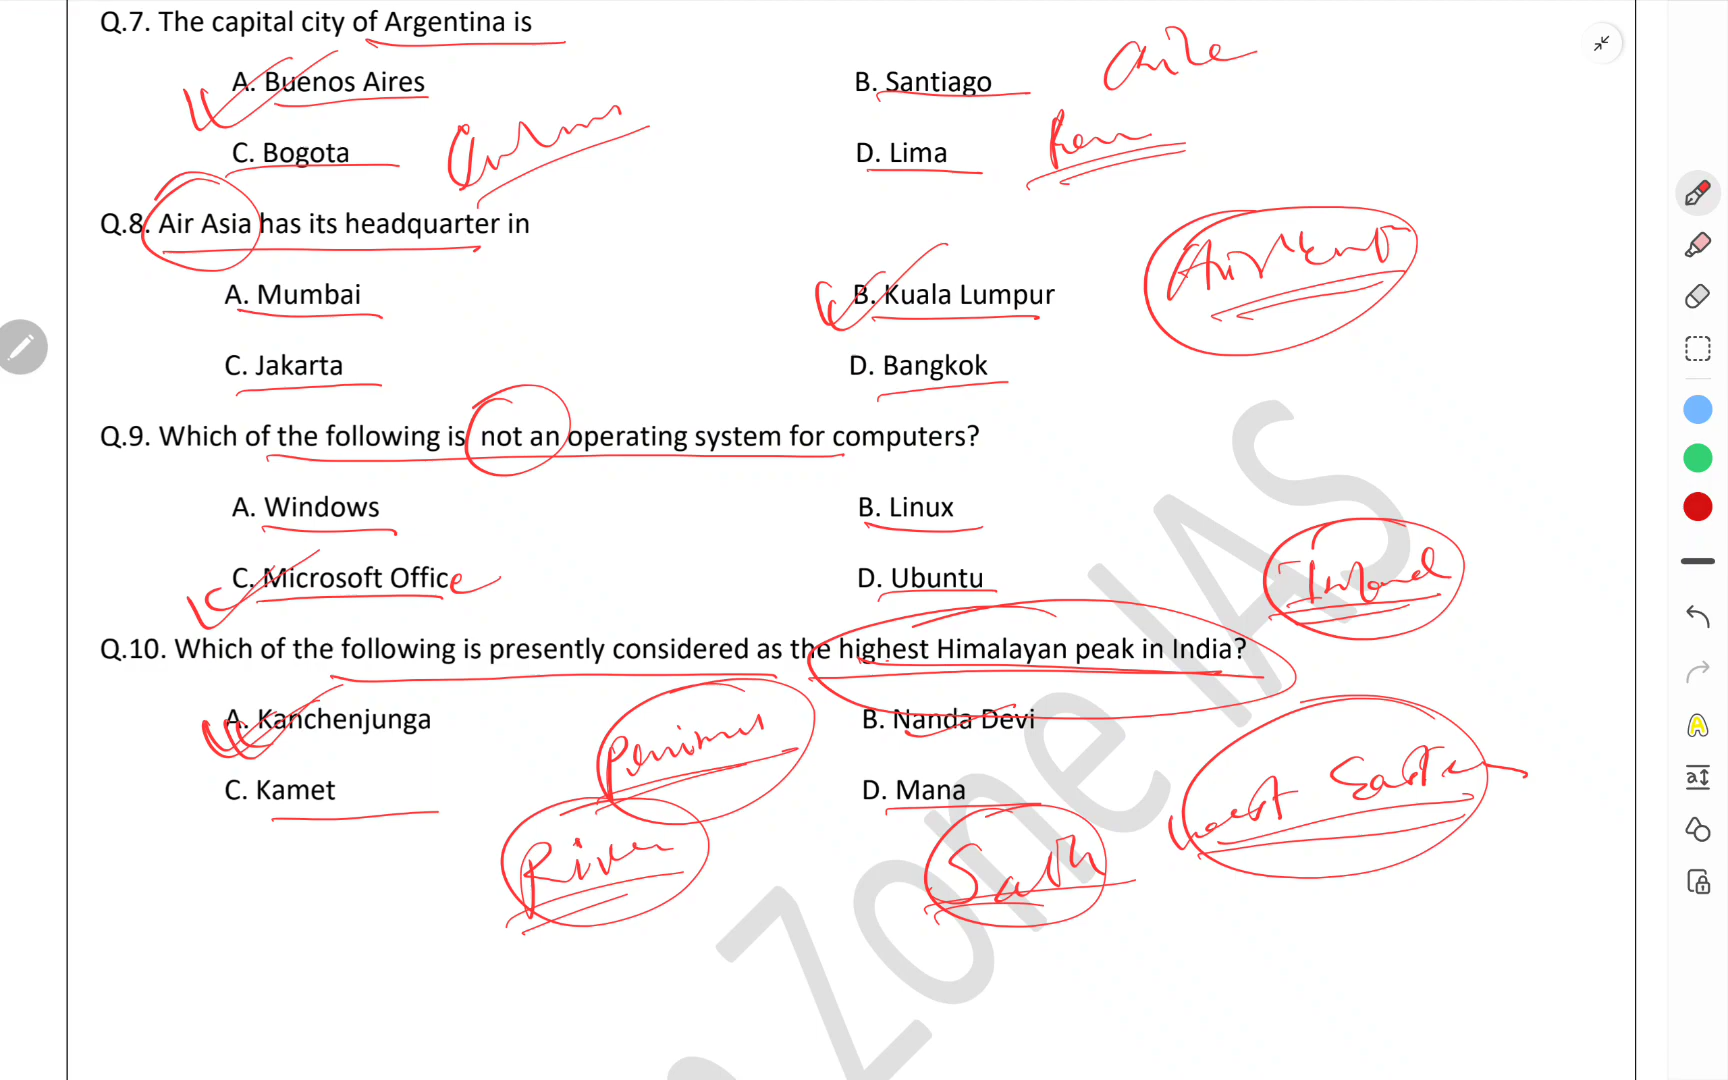 Q.7. The capital city of Argentina is
A. Buenos Aires B. Santiago Chile
C. Bogota D. Lima Peru
Q.8. Air Asia has its headquarter in
A. Mumbai B. Kuala Lumpur
C. Jakarta D. Bangkok
Q.9. Which of the following is not an operating system for computers?
A. Windows B. Linux
C. Microsoft Office D. Ubuntu
Inland
Q.10. Which of the following is presently considered as the highest Himalayan peak in India?
A. Kanchenjunga B. Nanda Devi
C. Kamet D. Mana
River
Zone IAS